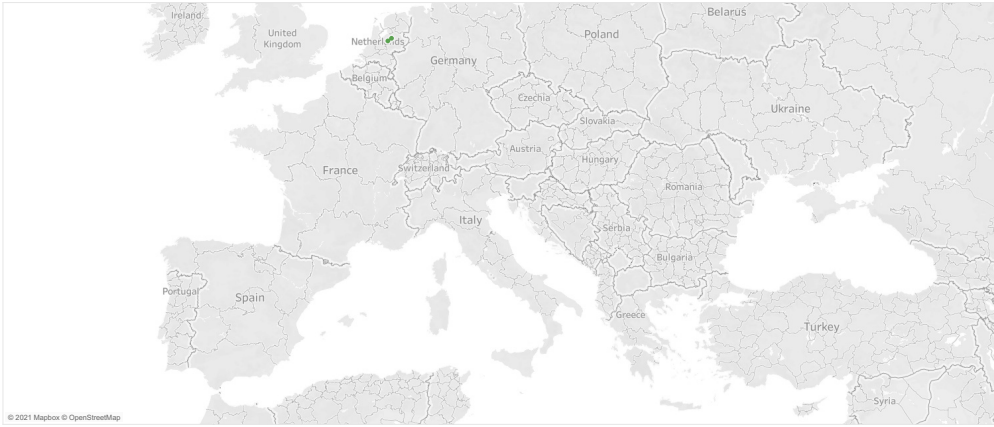 Ireland
Belarus
United
Kingdom
Netherlands
Poland
Germany
Belgium
Czechia
Ukraine
Slovakia
Austria
Hungary
France
Switzerland
Romania
Italy
Serbia
Bulgaria
Portugal
Spain
Greece
Turkey
Syria
© 2021 Mapbox © OpenStreetMap